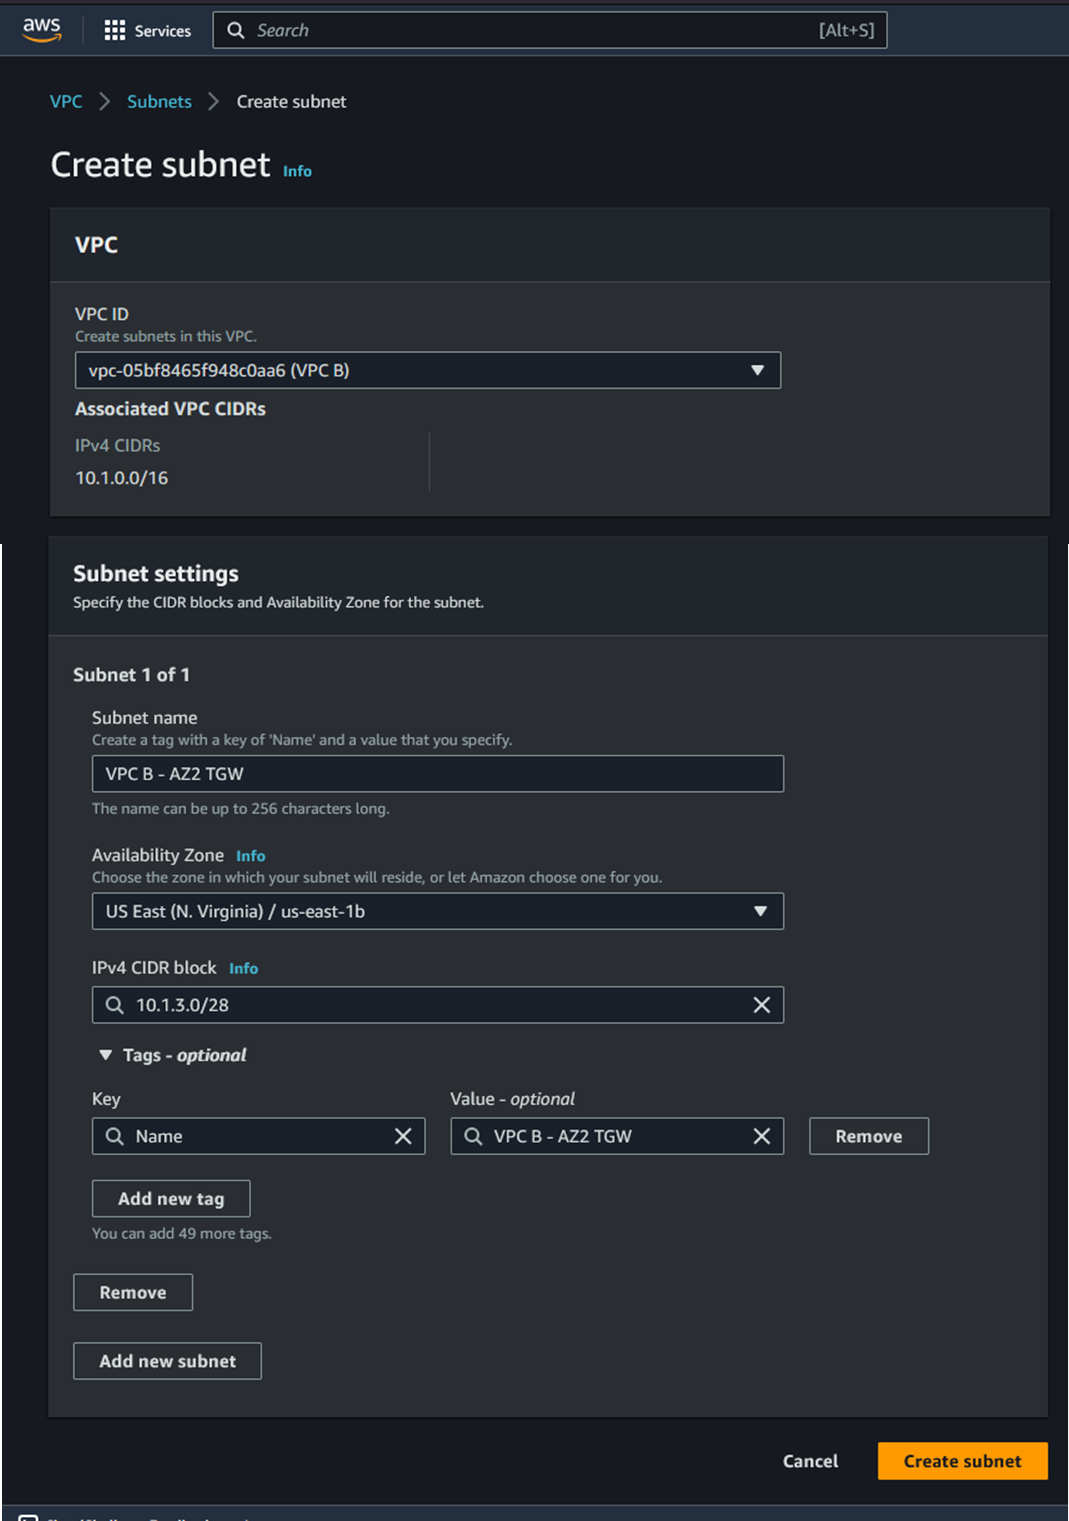 aws Services Search [Alt+S]
VPC Subnets Create subnet
Create subnet Info
VPC
VPC ID
Create subnets in this VPC.
vpc-05bf8465f948c0aa6 (VPC B)
Associated VPC CIDRs
IPv4 CIDRs
10.1.0.0/16
Subnet settings
Specify the CIDR blocks and Availability Zone for the subnet.
Subnet 1 of 1
Subnet name
Create a tag with a key of 'Name' and a value that you specify.
VPC B - AZ2 TGW
The name can be up to 256 characters long.
Availability Zone Info
Choose the zone in which your subnet will reside, or let Amazon choose one for you.
US East (N. Virginia) / us-east-1b
IPv4 CIDR block Info
10.1.3.0/28
Tags - optional
Key Value - optional
Name VPC B - AZ2 TGW Remove
Add new tag
You can add 49 more tags.
Remove
Add new subnet
Cancel Create subnet